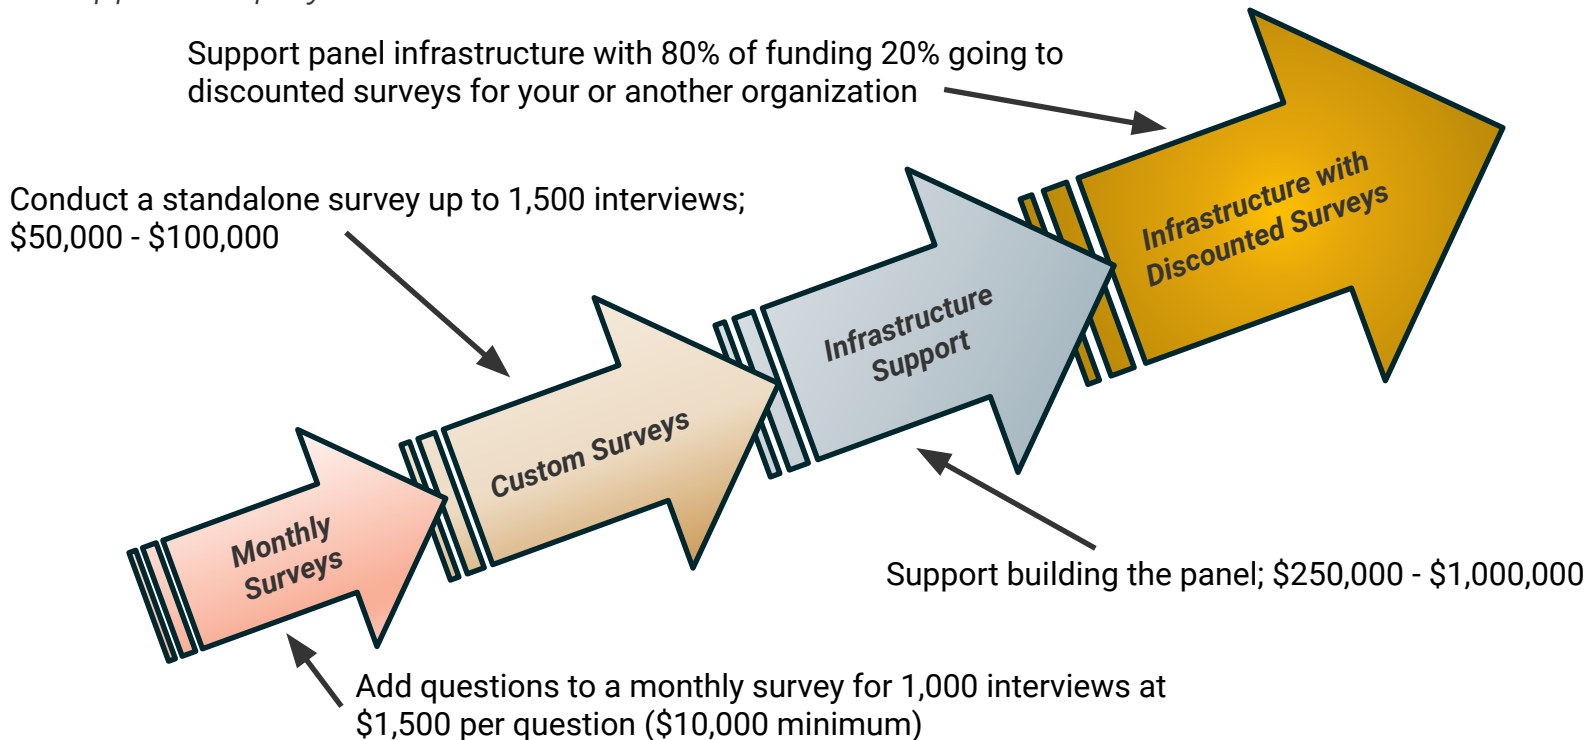 Support panel infrastructure with 80% of funding 20% going to
discounted surveys for your or another organization
Infrastructure with
Discounted Surveys
Conduct a standalone survey up to 1,500 interviews;
$50,000 - $100,000
Infrastructure
Support
Custom Surveys
Monthly
Surveys
Support building the panel; $250,000 - $1,000,000
Add questions to a monthly survey for 1,000 interviews at
$1,500 per question ($10,000 minimum)